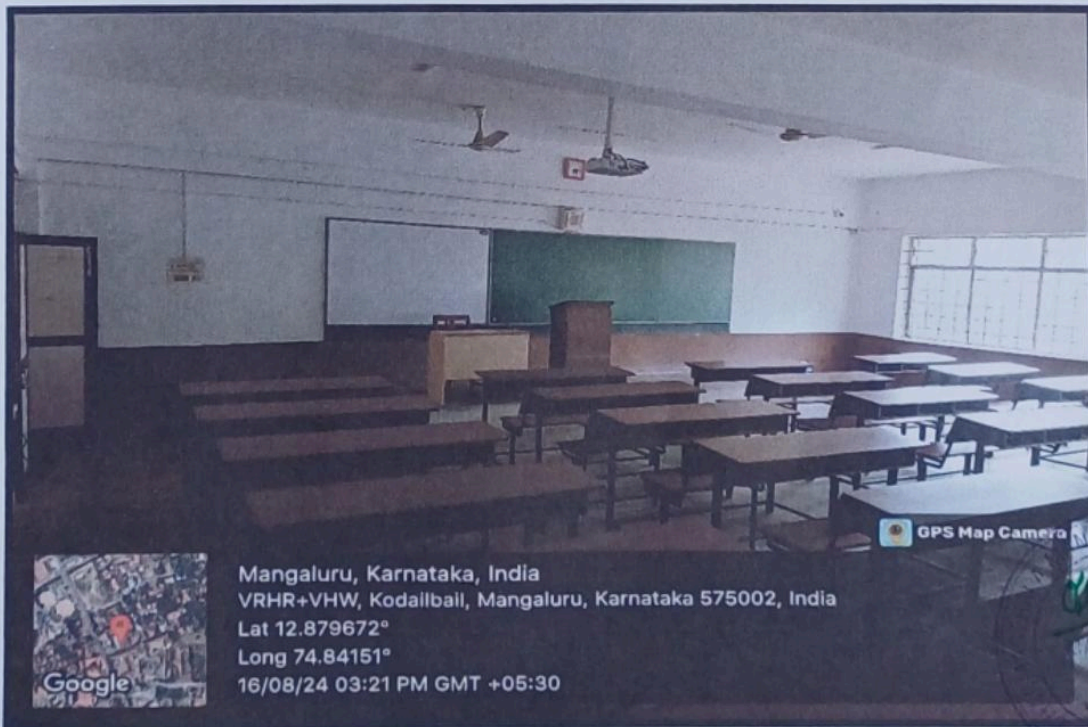 GPS Map Camera
Mangaluru, Karnataka, India
VRHR+VHW, Kodailbail, Mangaluru, Karnataka 575002, India
Lat 12.879672°
Long 74.84151°
16/08/24 03:21 PM GMT +05:30
Google